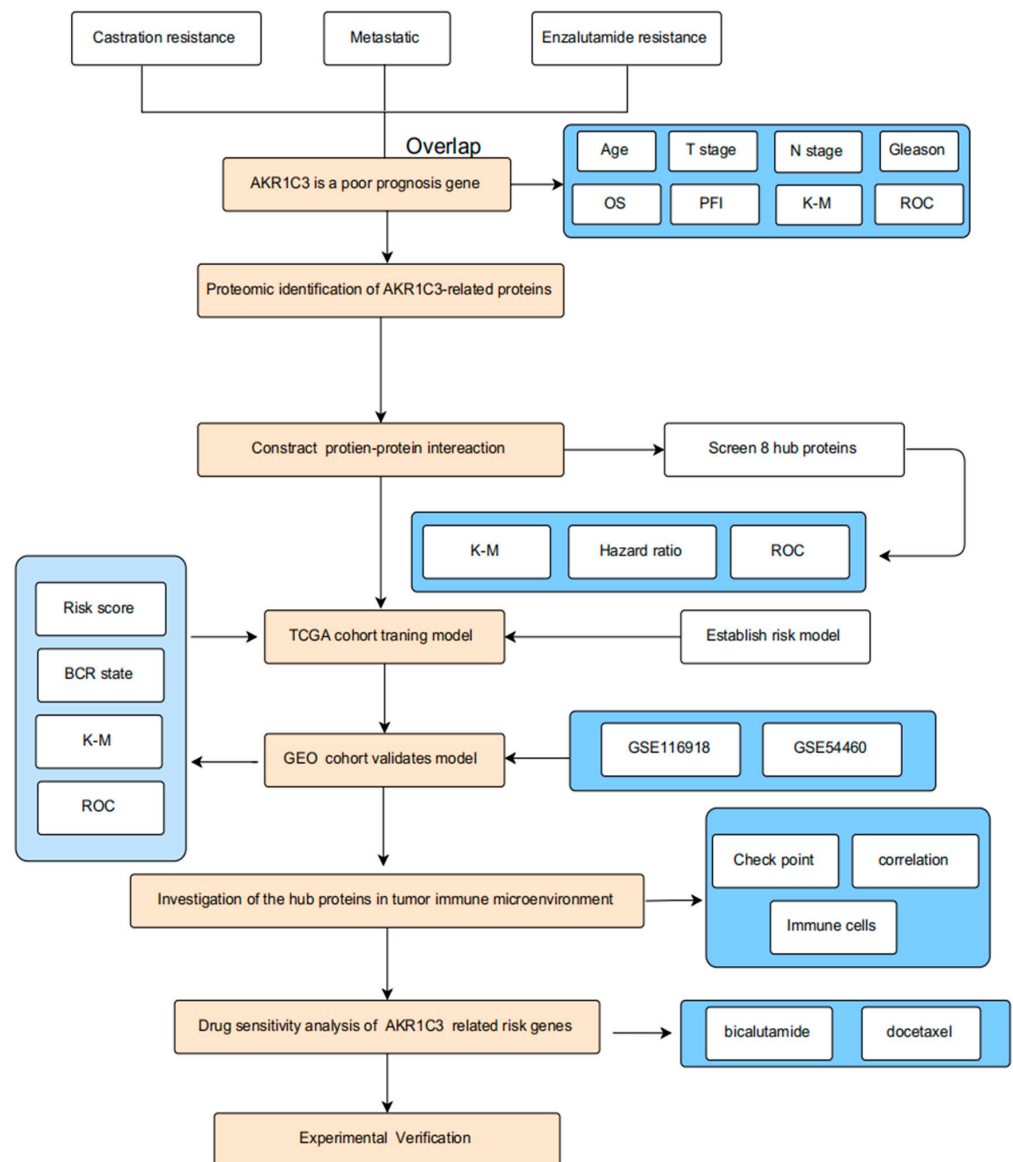 Castration resistance
Metastatic
Enzalutamide resistance
Overlap
AKR1C3 is a poor prognosis gene
Age
T stage
N stage
Gleason
OS
PFI
K-M
ROC
Proteomic identification of AKR1C3-related proteins
Constract protien-protein intereaction
Screen 8 hub proteins
K-M
Hazard ratio
ROC
Risk score
BCR state
K-M
ROC
TCGA cohort traning model
Establish risk model
GEO cohort validates model
GSE116918
GSE54460
Check point
correlation
Immune cells
Investigation of the hub proteins in tumor immune microenvironment
Drug sensitivity analysis of AKR1C3 related risk genes
bicalutamide
docetaxel
Experimental Verification